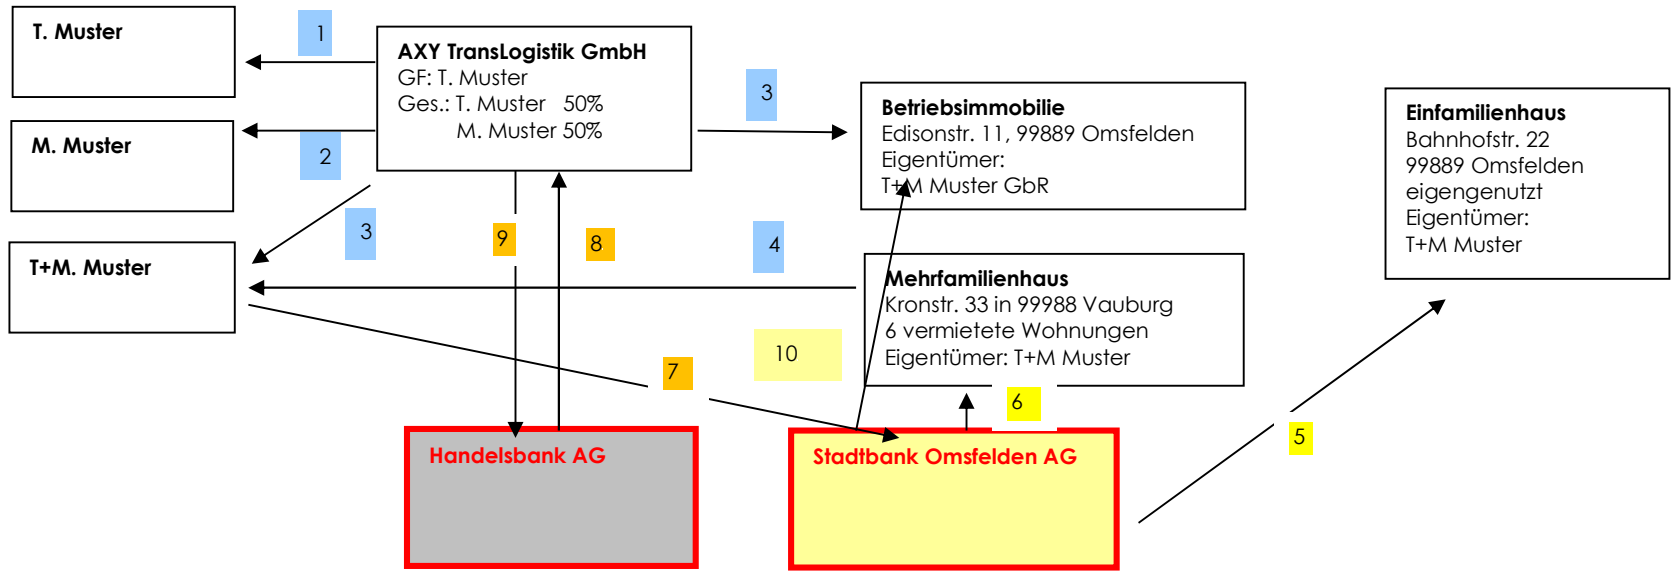 T. Muster
1
AXY TransLogistik GmbH
GF: T. Muster
Ges.: T. Muster 50%
M. Muster 50%
3
Betriebsimmobilie
Edisonstr. 11, 99889 Omsfelden
Eigentümer:
T+M Muster GbR
Einfamilienhaus
Bahnhofstr. 22
99889 Omsfelden
eigengenutzt
Eigentümer:
T+M Muster
M. Muster
2
3
9
8
4
T+M. Muster
Mehrfamilienhaus
Kronstr. 33 in 99988 Vauburg
6 vermietete Wohnungen
Eigentümer: T+M Muster
10
7
6
5
Handelsbank AG
Stadtbank Omsfelden AG